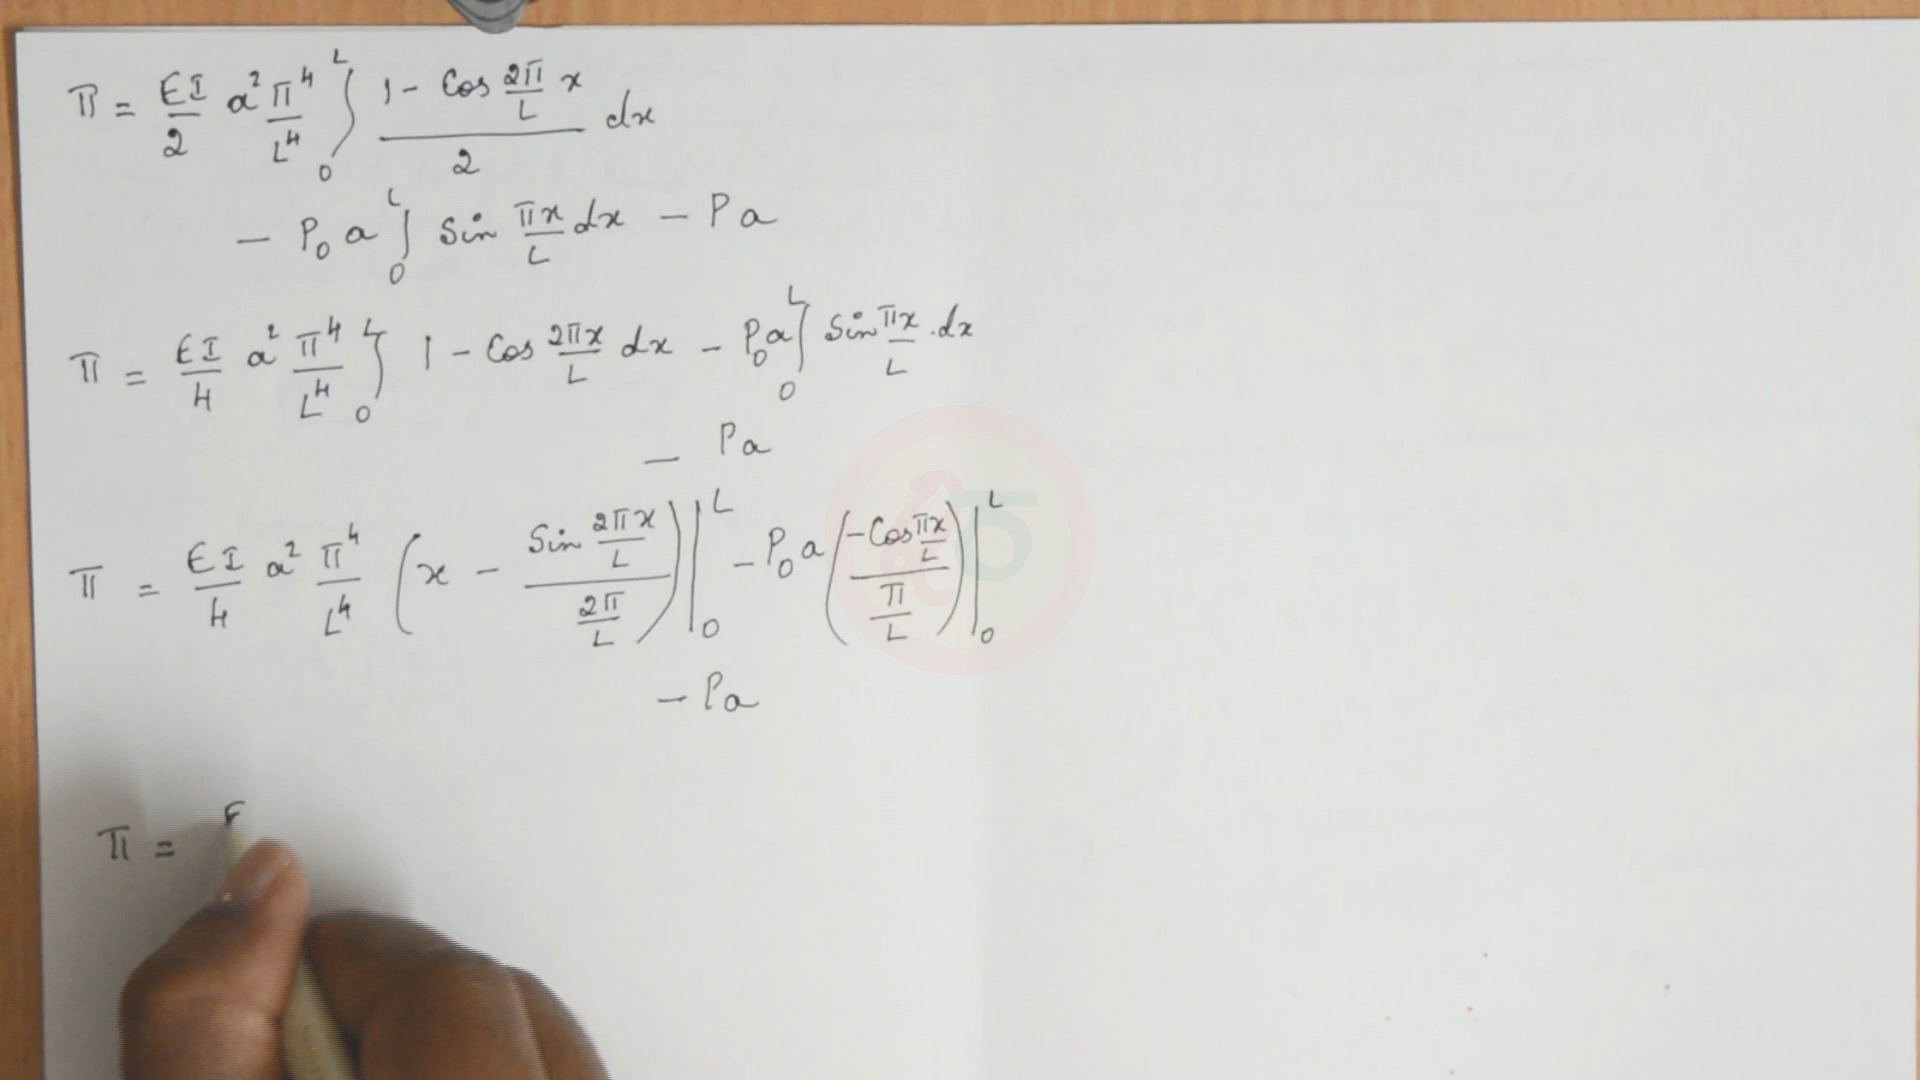 π = EI/2 a² π⁴/L⁴ ∫₀ᴸ (1 - Cos 2π/L x)/2 dx
- P₀ a ∫₀ᴸ Sin πx/L dx - Pa
π = EI/4 a² π⁴/L⁴ ∫₀ᴸ 1 - Cos 2πx/L dx - P₀a ∫₀ᴸ Sin πx/L .dx
- Pa
π = EI/4 a² π⁴/L⁴ (x - (Sin 2πx/L)/(2π/L))|₀ᴸ - P₀a ((-Cos πx/L)/(π/L))|₀ᴸ
- Pa
π = E